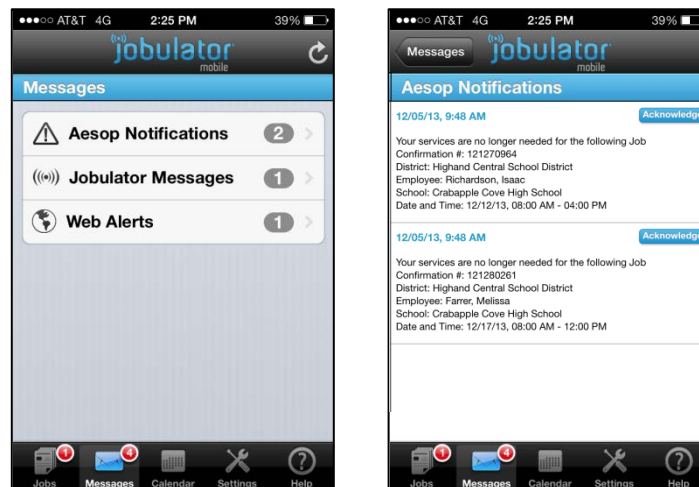 AT&T 4G 2:25 PM 39%
jobulator
mobile
Messages
Aesop Notifications 2
Jobulator Messages 1
Web Alerts 1
1 4
Jobs Messages Calendar Settings Help
AT&T 4G 2:25 PM 39%
Messages jobulator
mobile
Aesop Notifications
12/05/13, 9:48 AM Acknowledge
Your services are no longer needed for the following Job
Confirmation #: 121270964
District: Highand Central School District
Employee: Richardson, Isaac
School: Crabapple Cove High School
Date and Time: 12/12/13, 08:00 AM - 04:00 PM
12/05/13, 9:48 AM Acknowledge
Your services are no longer needed for the following Job
Confirmation #: 121280261
District: Highand Central School District
Employee: Farrer, Melissa
School: Crabapple Cove High School
Date and Time: 12/17/13, 08:00 AM - 12:00 PM
1 4
Jobs Messages Calendar Settings Help